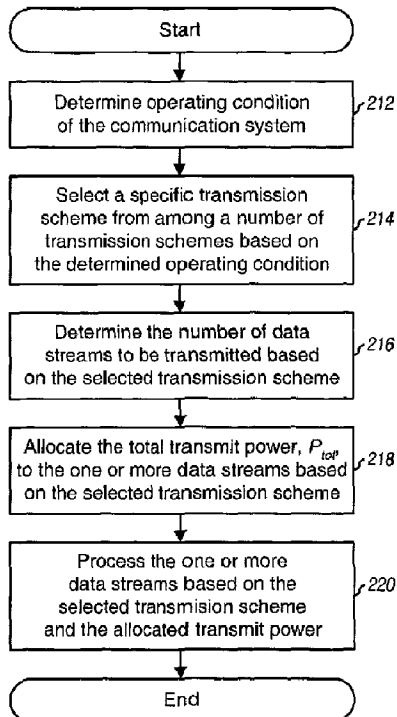 Start
Determine operating condition
of the communication system
212
Select a specific transmission
scheme from among a number of
transmission schemes based on
the determined operating condition
214
Determine the number of data
streams to be transmitted based
on the selected transmission scheme
216
Allocate the total transmit power, Ptot,
to the one or more data streams based
on the selected transmission scheme
218
Process the one or more
data streams based on the
selected transmision scheme
and the allocated transmit power
220
End